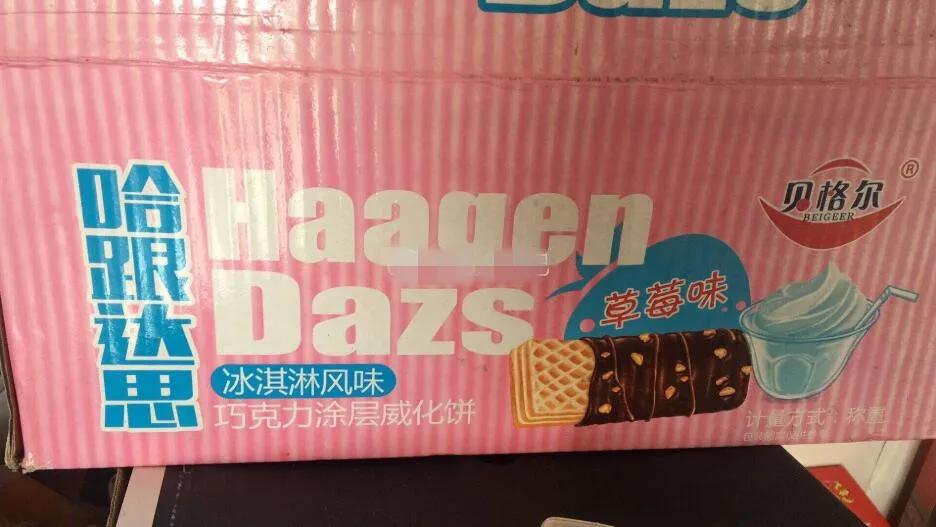 Dazs
哈跟达思
Haagen
Dazs
贝格尔
®
BEIGEER
草莓味
冰淇淋风味
巧克力涂层威化饼
计量方式：称重